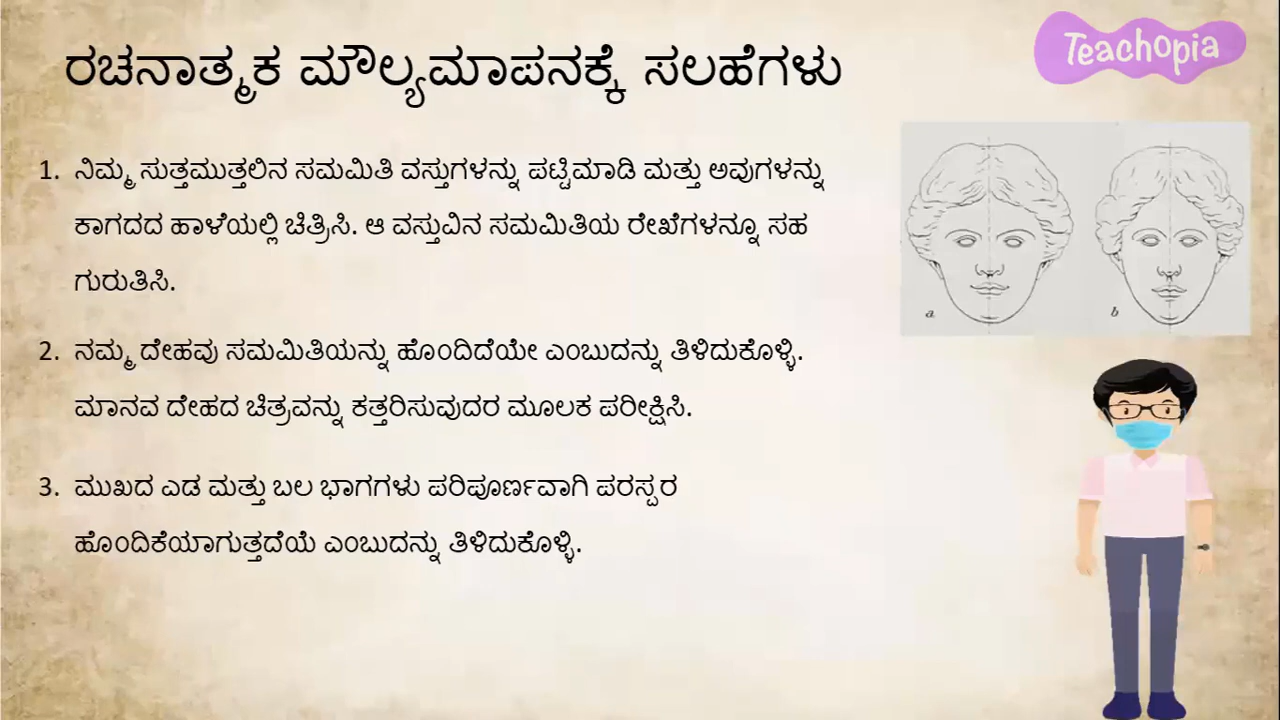 ರಚನಾತ್ಮಕ ಮೌಲ್ಯಮಾಪನಕ್ಕೆ ಸಲಹೆಗಳು
Teachopia
1. ನಿಮ್ಮ ಸುತ್ತಮುತ್ತಲಿನ ಸಮಮಿತಿ ವಸ್ತುಗಳನ್ನು ಪಟ್ಟಿಮಾಡಿ ಮತ್ತು ಅವುಗಳನ್ನು
ಕಾಗದದ ಹಾಳೆಯಲ್ಲಿ ಚಿತ್ರಿಸಿ. ಆ ವಸ್ತುವಿನ ಸಮಮಿತಿಯ ರೇಖೆಗಳನ್ನೂ ಸಹ
ಗುರುತಿಸಿ.
2. ನಮ್ಮ ದೇಹವು ಸಮಮಿತಿಯನ್ನು ಹೊಂದಿದೆಯೇ ಎಂಬುದನ್ನು ತಿಳಿದುಕೊಳ್ಳಿ.
ಮಾನವ ದೇಹದ ಚಿತ್ರವನ್ನು ಕತ್ತರಿಸುವುದರ ಮೂಲಕ ಪರೀಕ್ಷಿಸಿ.
3. ಮುಖದ ಎಡ ಮತ್ತು ಬಲ ಭಾಗಗಳು ಪರಿಪೂರ್ಣವಾಗಿ ಪರಸ್ಪರ
ಹೊಂದಿಕೆಯಾಗುತ್ತದೆಯೆ ಎಂಬುದನ್ನು ತಿಳಿದುಕೊಳ್ಳಿ.
a b